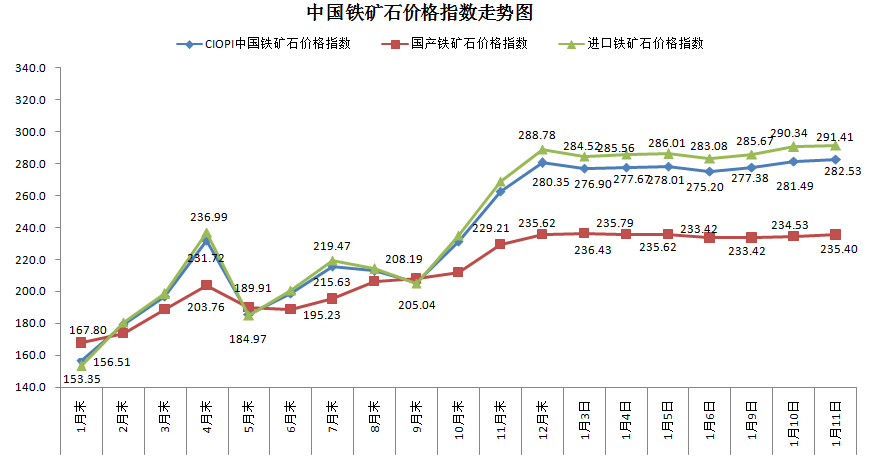 中国铁矿石价格指数走势图
CIOPI中国铁矿石价格指数 国产铁矿石价格指数 进口铁矿石价格指数
340.0
320.0
300.0
280.0
260.0
240.0
220.0
200.0
180.0
160.0
140.0
288.78 284.52 285.56 286.01 283.08 285.67 290.34 291.41
280.35 276.90 277.67 278.01 275.20 277.38 281.49 282.53
236.99 219.47 208.19 229.21 235.62 235.79 233.42 234.53
231.72 215.63 236.43 235.62 233.42 235.40
167.80 203.76 189.91 195.23 205.04
156.51 184.97
153.35
1月末 2月末 3月末 4月末 5月末 6月末 7月末 8月末 9月末 10月末 11月末 12月末 1月3日 1月4日 1月5日 1月6日 1月9日 1月10日 1月11日